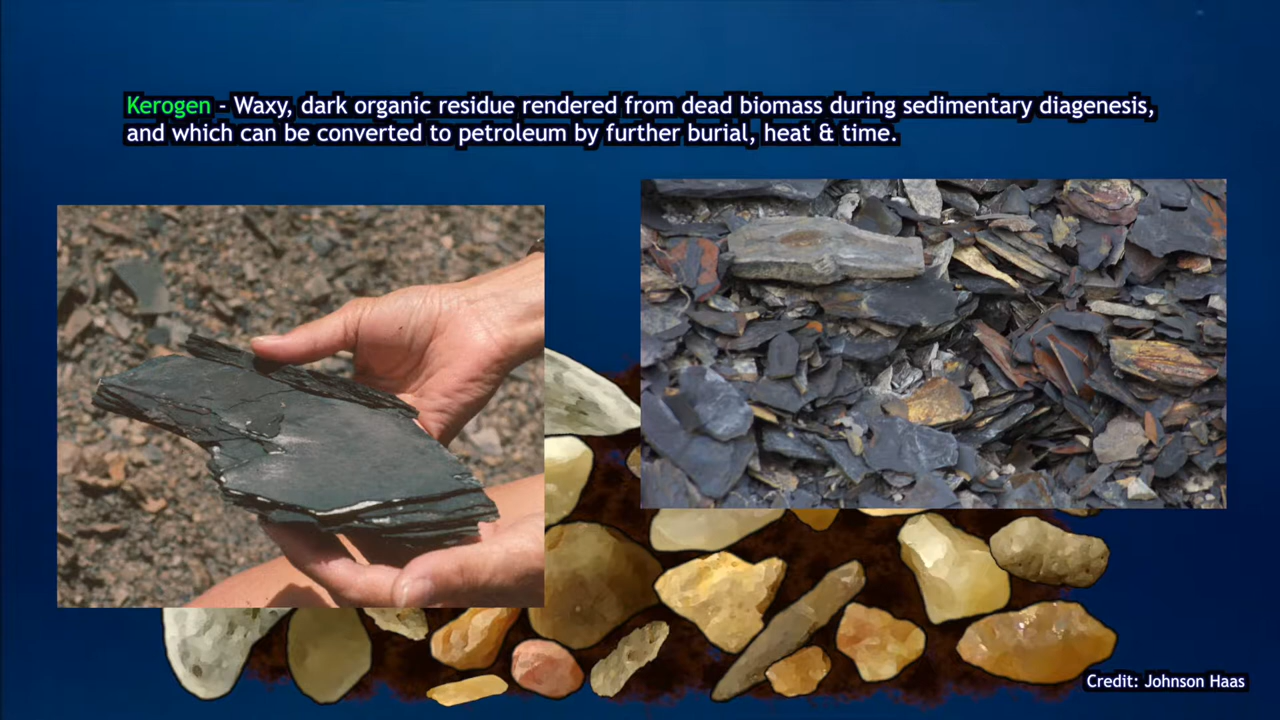 Kerogen - Waxy, dark organic residue rendered from dead biomass during sedimentary diagenesis,
and which can be converted to petroleum by further burial, heat & time.
Credit: Johnson Haas